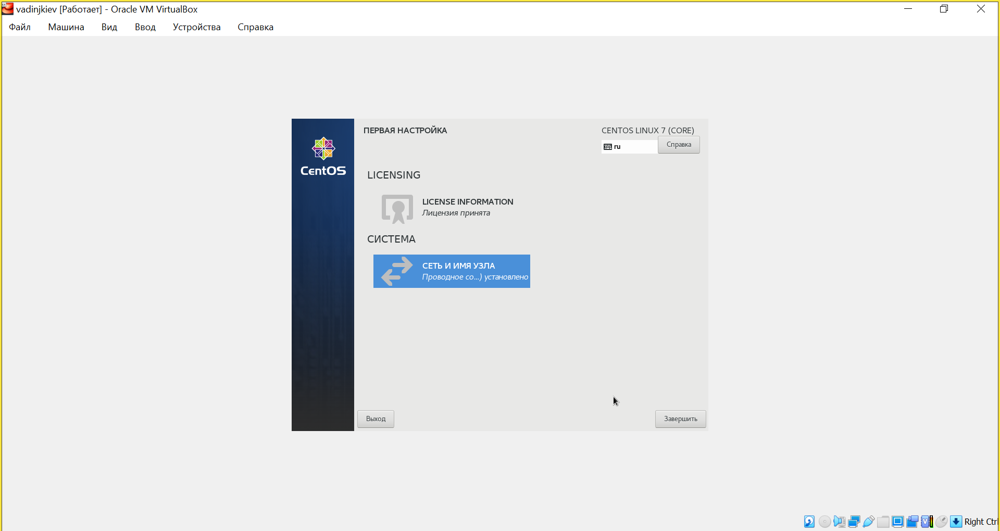 vadinjkiev [Работает] - Oracle VM VirtualBox
Файл Машина Вид Ввод Устройства Справка
ПЕРВАЯ НАСТРОЙКА
CENTOS LINUX 7 (CORE)
ru
Справка
CentOS
LICENSING
LICENSE INFORMATION
Лицензия принята
СИСТЕМА
СЕТЬ И ИМЯ УЗЛА
Проводное со...) установлено
Выход
Завершить
Right Ctrl